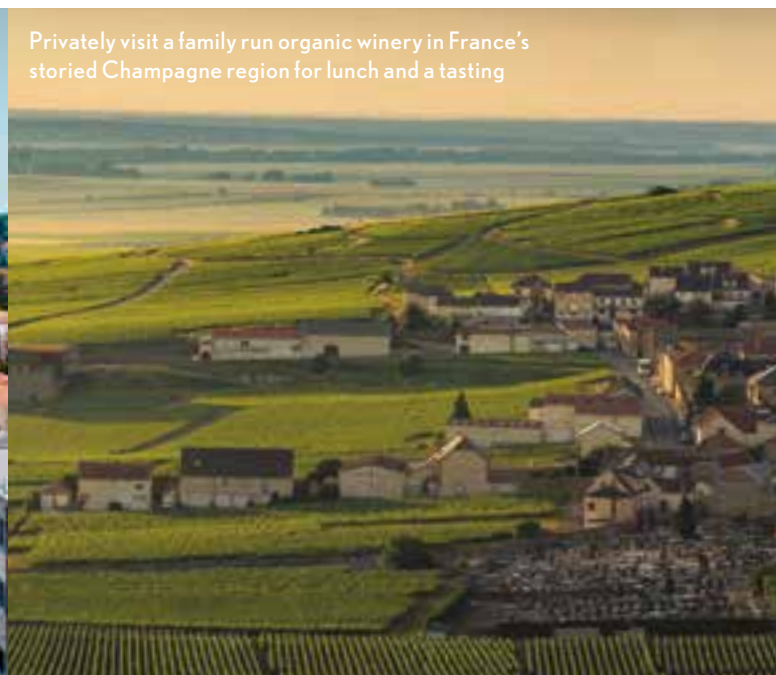 Privately visit a family run organic winery in France's
storied Champagne region for lunch and a tasting